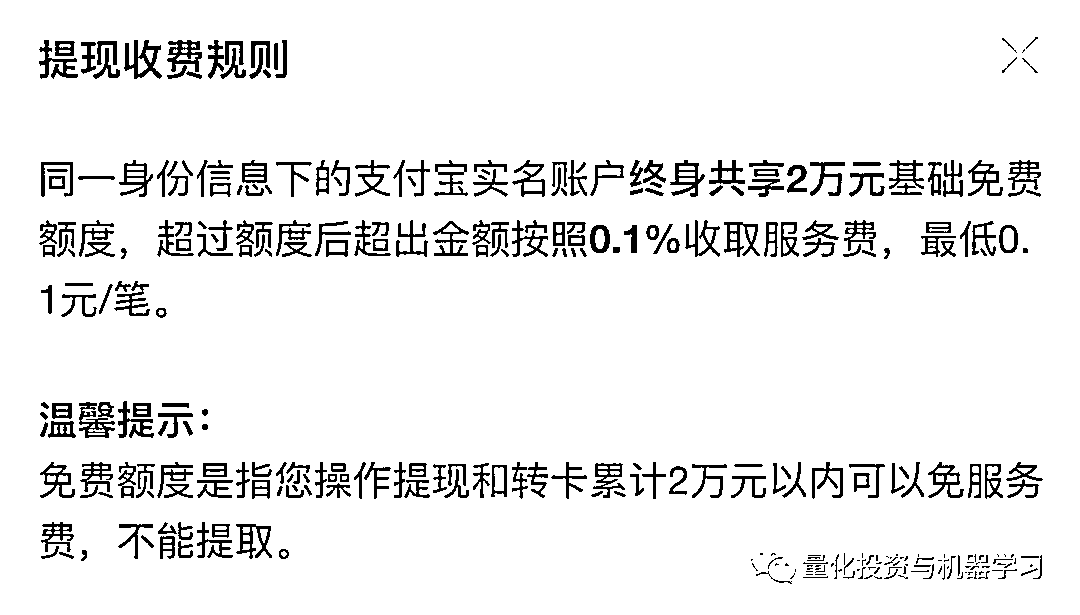 提现收费规则
同一身份信息下的支付宝实名账户终身共享2万元基础免费
额度，超过额度后超出金额按照0.1%收取服务费，最低0.
1元/笔。
温馨提示：
免费额度是指您操作提现和转卡累计2万元以内可以免服务
费，不能提取。
量化投资与机器学习